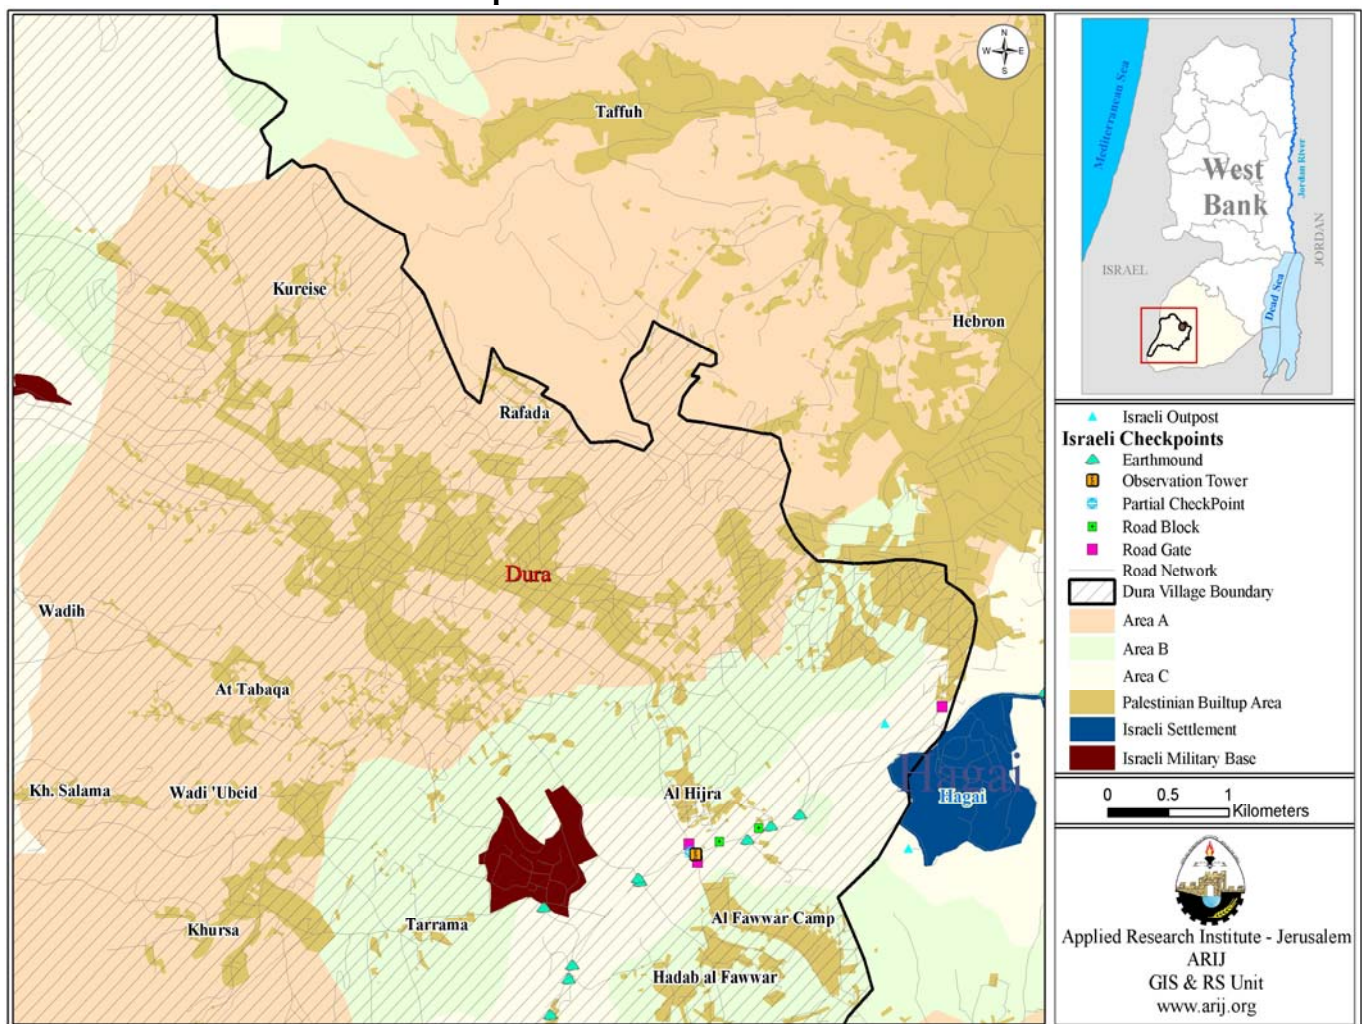 N
W E
S
Taffuh
Kureise
Hebron
Rafada
Dura
Wadih
At Tabaqa
Kh. Salama
Wadi 'Ubeid
Al Hijra
Hagai
Hagai
Khursa
Tarrama
Al Fawwar Camp
Hadab al Fawwar
Mediterranean Sea
West
Bank
Jordan River
JORDAN
ISRAEL
Dead Sea
Israeli Outpost
Israeli Checkpoints
Earthmound
Observation Tower
Partial CheckPoint
Road Block
Road Gate
Road Network
Dura Village Boundary
Area A
Area B
Area C
Palestinian Builtup Area
Israeli Settlement
Israeli Military Base
0 0.5 1
Kilometers
Applied Research Institute - Jerusalem
ARIJ
GIS & RS Unit
www.arij.org